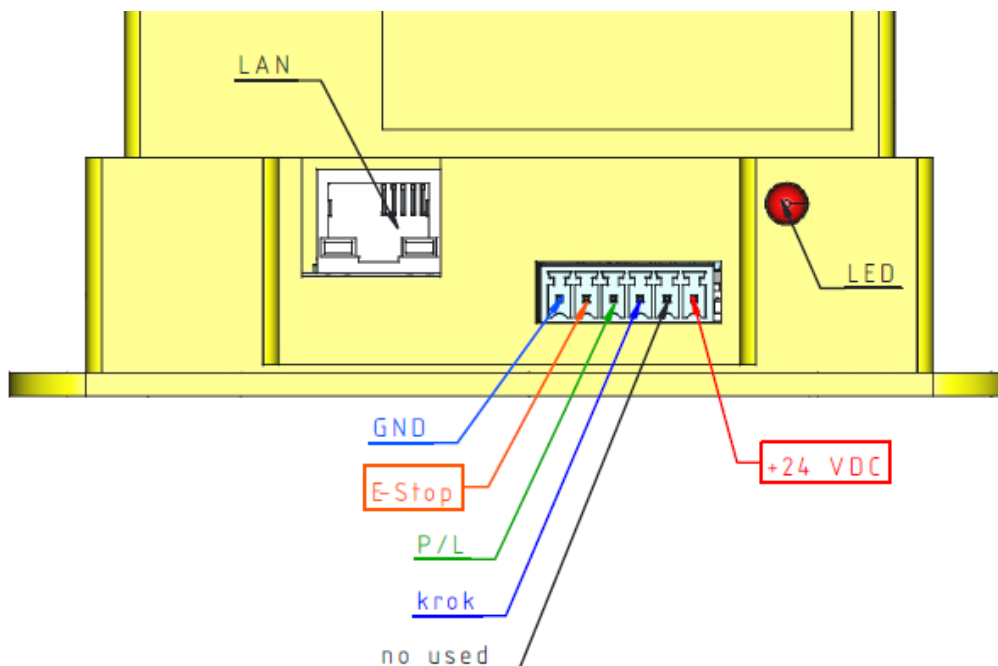 LAN
LED
GND
+24 VDC
E-Stop
P/L
krok
no used